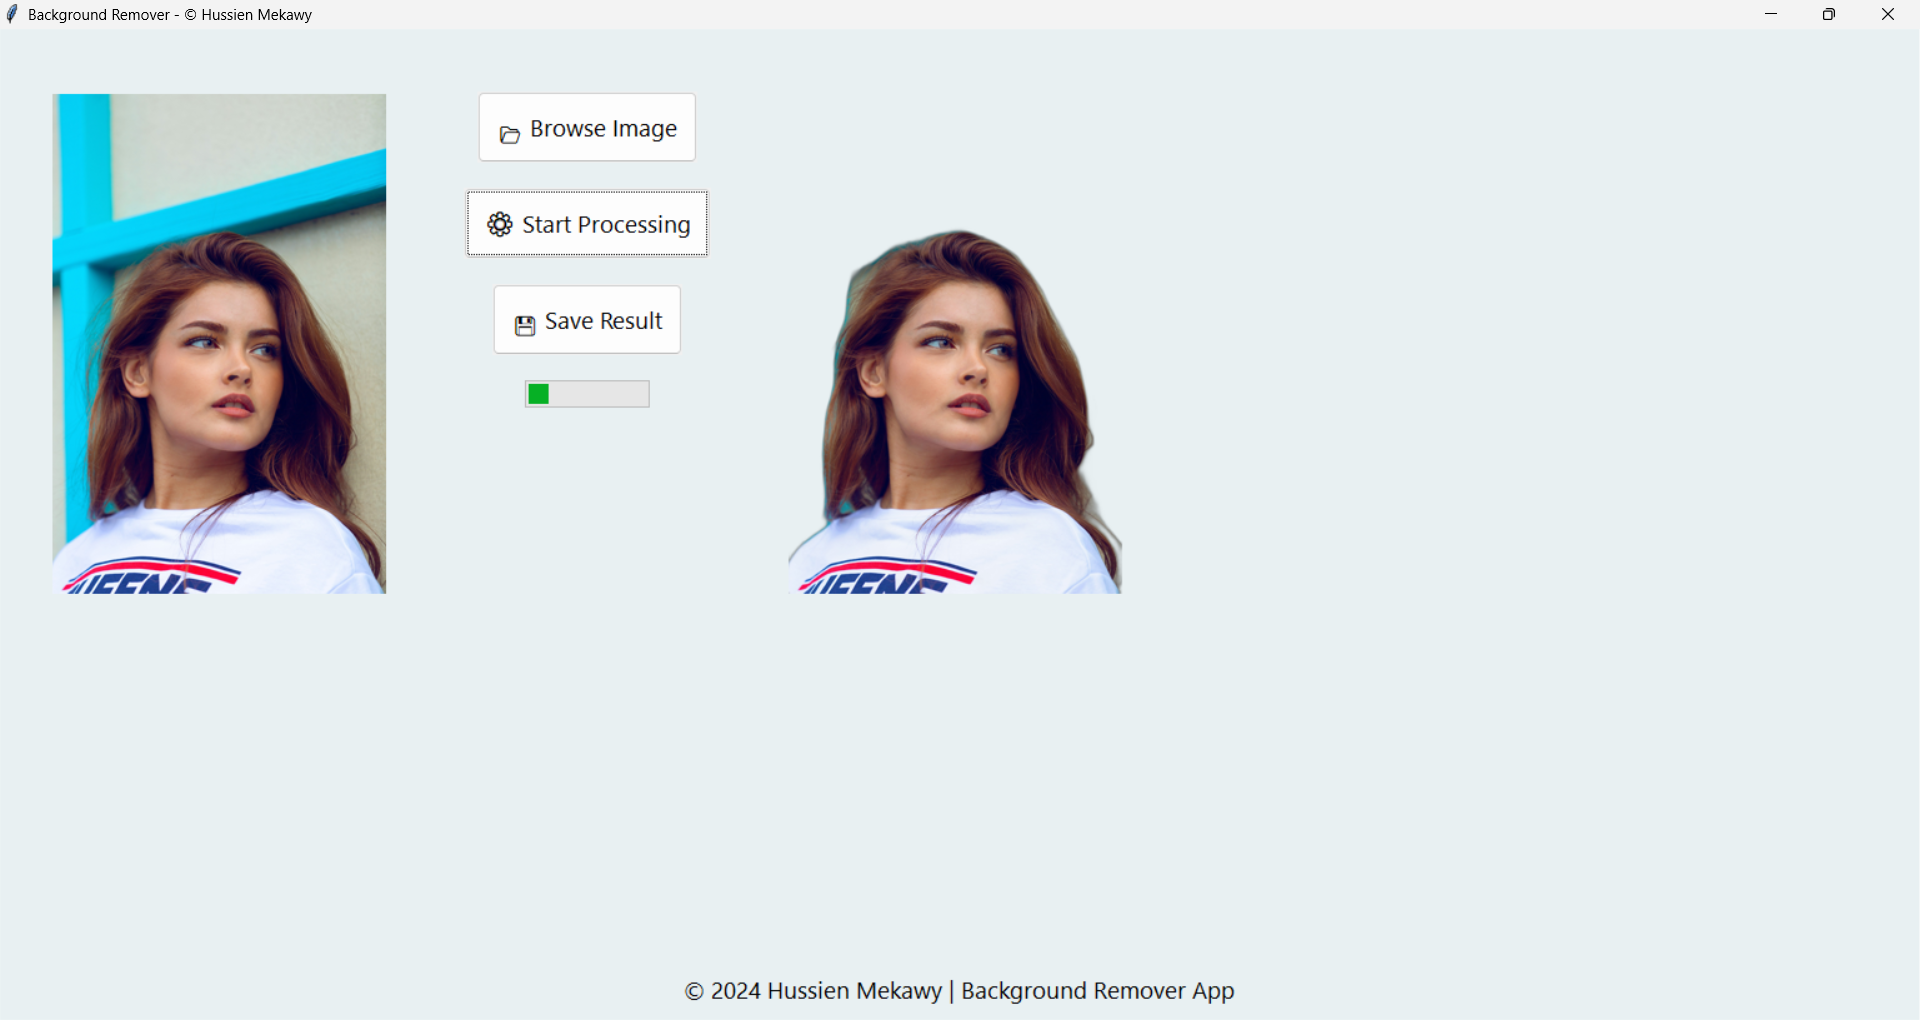 Background Remover - © Hussien Mekawy
Browse Image
Start Processing
Save Result
© 2024 Hussien Mekawy | Background Remover App